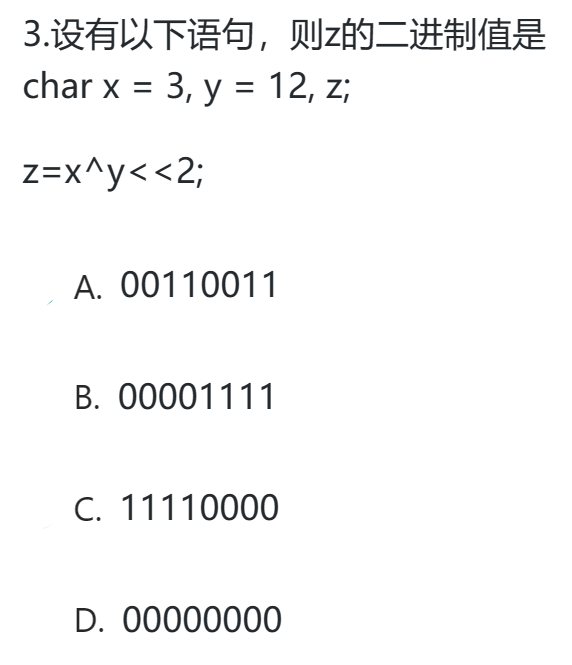 3.设有以下语句，则z的二进制值是
char x = 3, y = 12, z;
z=x^y<<2;
A. 00110011
B. 00001111
C. 11110000
D. 00000000